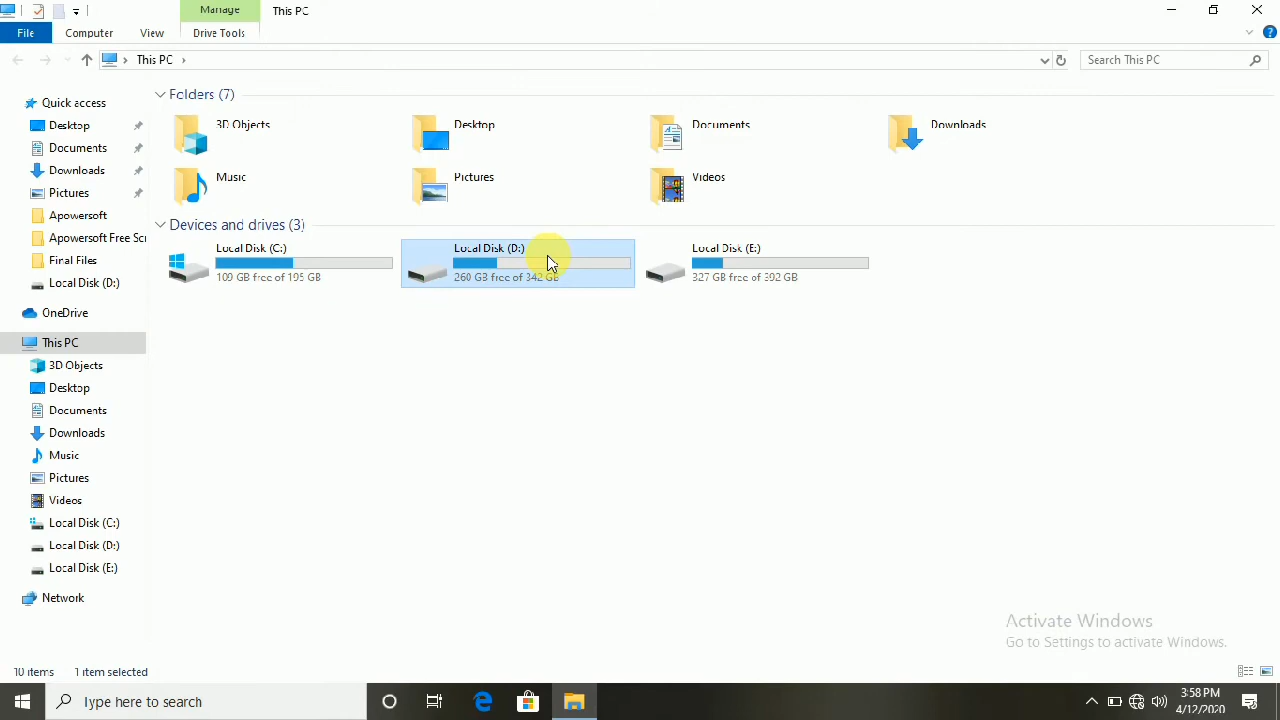 Manage
This PC
File
Computer
View
Drive Tools
This PC
Search This PC
Quick access
Desktop
Documents
Downloads
Pictures
Apowersoft
Apowersoft Free Scr
Final Files
Local Disk (D:)
OneDrive
This PC
3D Objects
Desktop
Documents
Downloads
Music
Pictures
Videos
Local Disk (C:)
Local Disk (D:)
Local Disk (E:)
Network
Folders (7)
3D Objects
Desktop
Documents
Downloads
Music
Pictures
Videos
Devices and drives (3)
Local Disk (C:)
109 GB free of 195 GB
Local Disk (D:)
260 GB free of 342 GB
Local Disk (E:)
327 GB free of 392 GB
Activate Windows
Go to Settings to activate Windows.
10 items
1 item selected
Type here to search
3:58 PM
4/12/2020